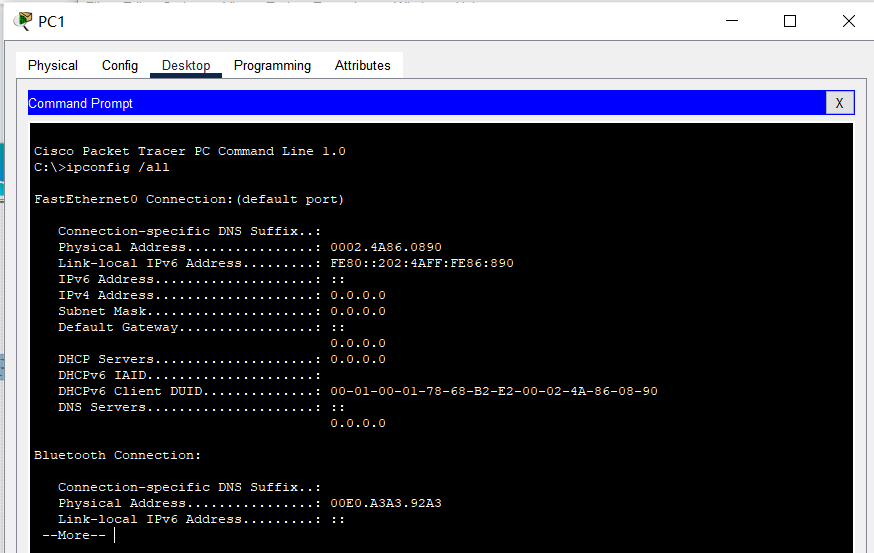 PC1
Physical Config Desktop Programming Attributes
Command Prompt X
Cisco Packet Tracer PC Command Line 1.0
C:\>ipconfig /all
FastEthernet0 Connection:(default port)
Connection-specific DNS Suffix..:
Physical Address................: 0002.4A86.0890
Link-local IPv6 Address.........: FE80::202:4AFF:FE86:890
IPv6 Address....................: ::
IPv4 Address....................: 0.0.0.0
Subnet Mask.....................: 0.0.0.0
Default Gateway.................: ::
0.0.0.0
DHCP Servers....................: 0.0.0.0
DHCPv6 IAID.....................:
DHCPv6 Client DUID..............: 00-01-00-01-78-68-B2-E2-00-02-4A-86-08-90
DNS Servers.....................: ::
0.0.0.0
Bluetooth Connection:
Connection-specific DNS Suffix..:
Physical Address................: 00E0.A3A3.92A3
Link-local IPv6 Address.........: ::
--More--